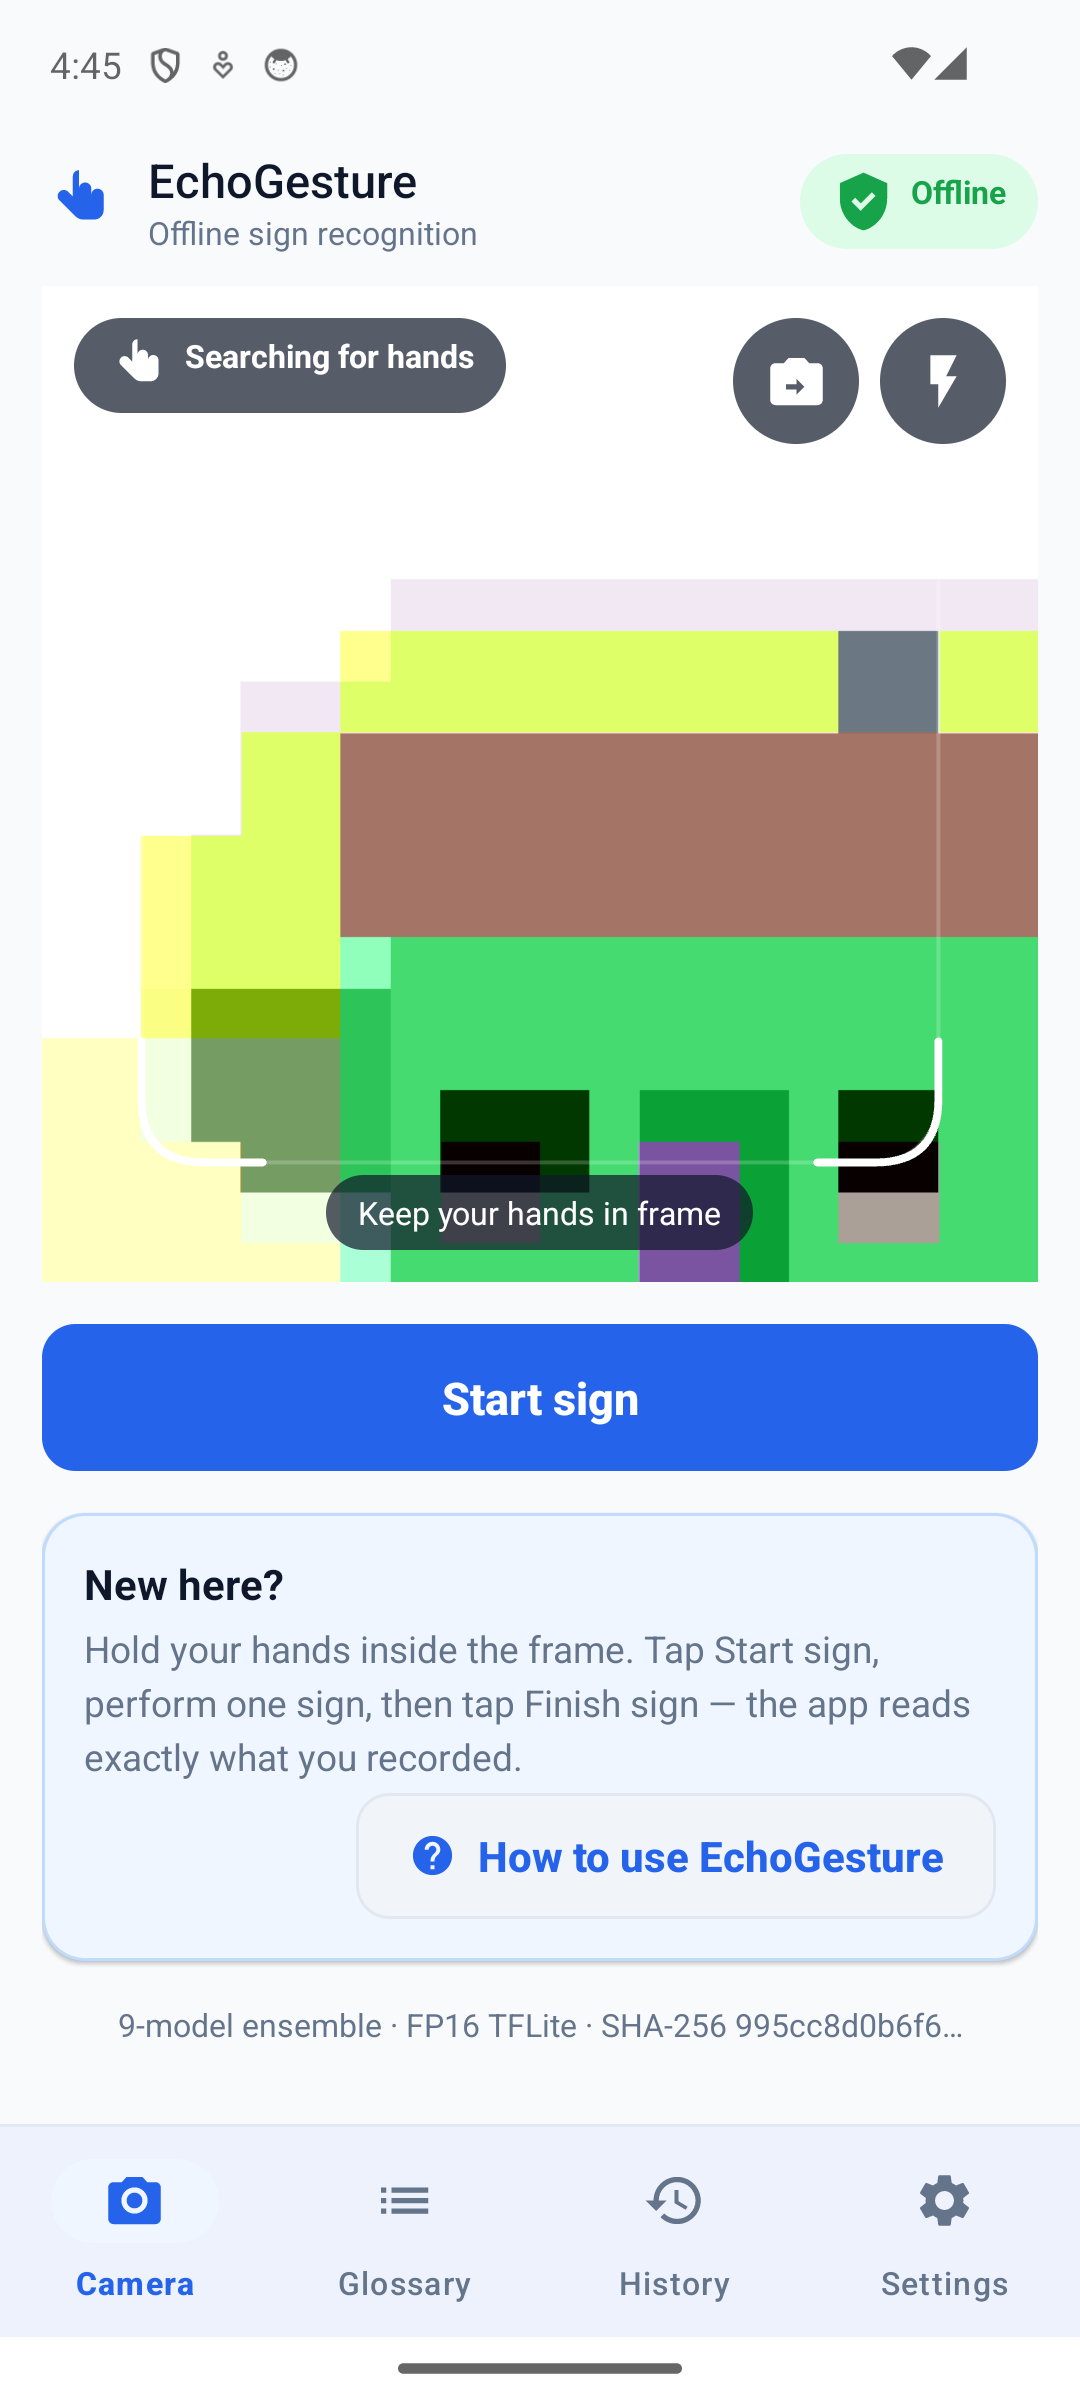 4:45
EchoGesture
Offline sign recognition
Offline
Searching for hands
Keep your hands in frame
Start sign
New here?
Hold your hands inside the frame. Tap Start sign,
perform one sign, then tap Finish sign — the app reads
exactly what you recorded.
How to use EchoGesture
9-model ensemble · FP16 TFLite · SHA-256 995cc8d0b6f6…
Camera
Glossary
History
Settings